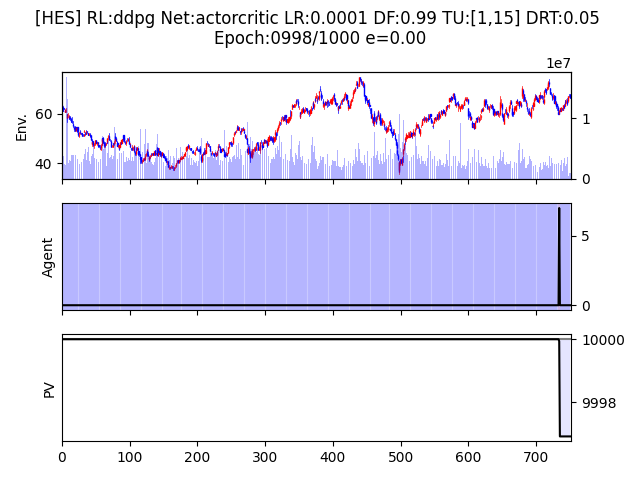 [HES] RL:ddpg Net:actorcritic LR:0.0001 DF:0.99 TU:[1,15] DRT:0.05
Epoch:0998/1000 e=0.00
1e7
Env.
60
40
1
0
Agent
5
0
PV
10000
9998
0 100 200 300 400 500 600 700